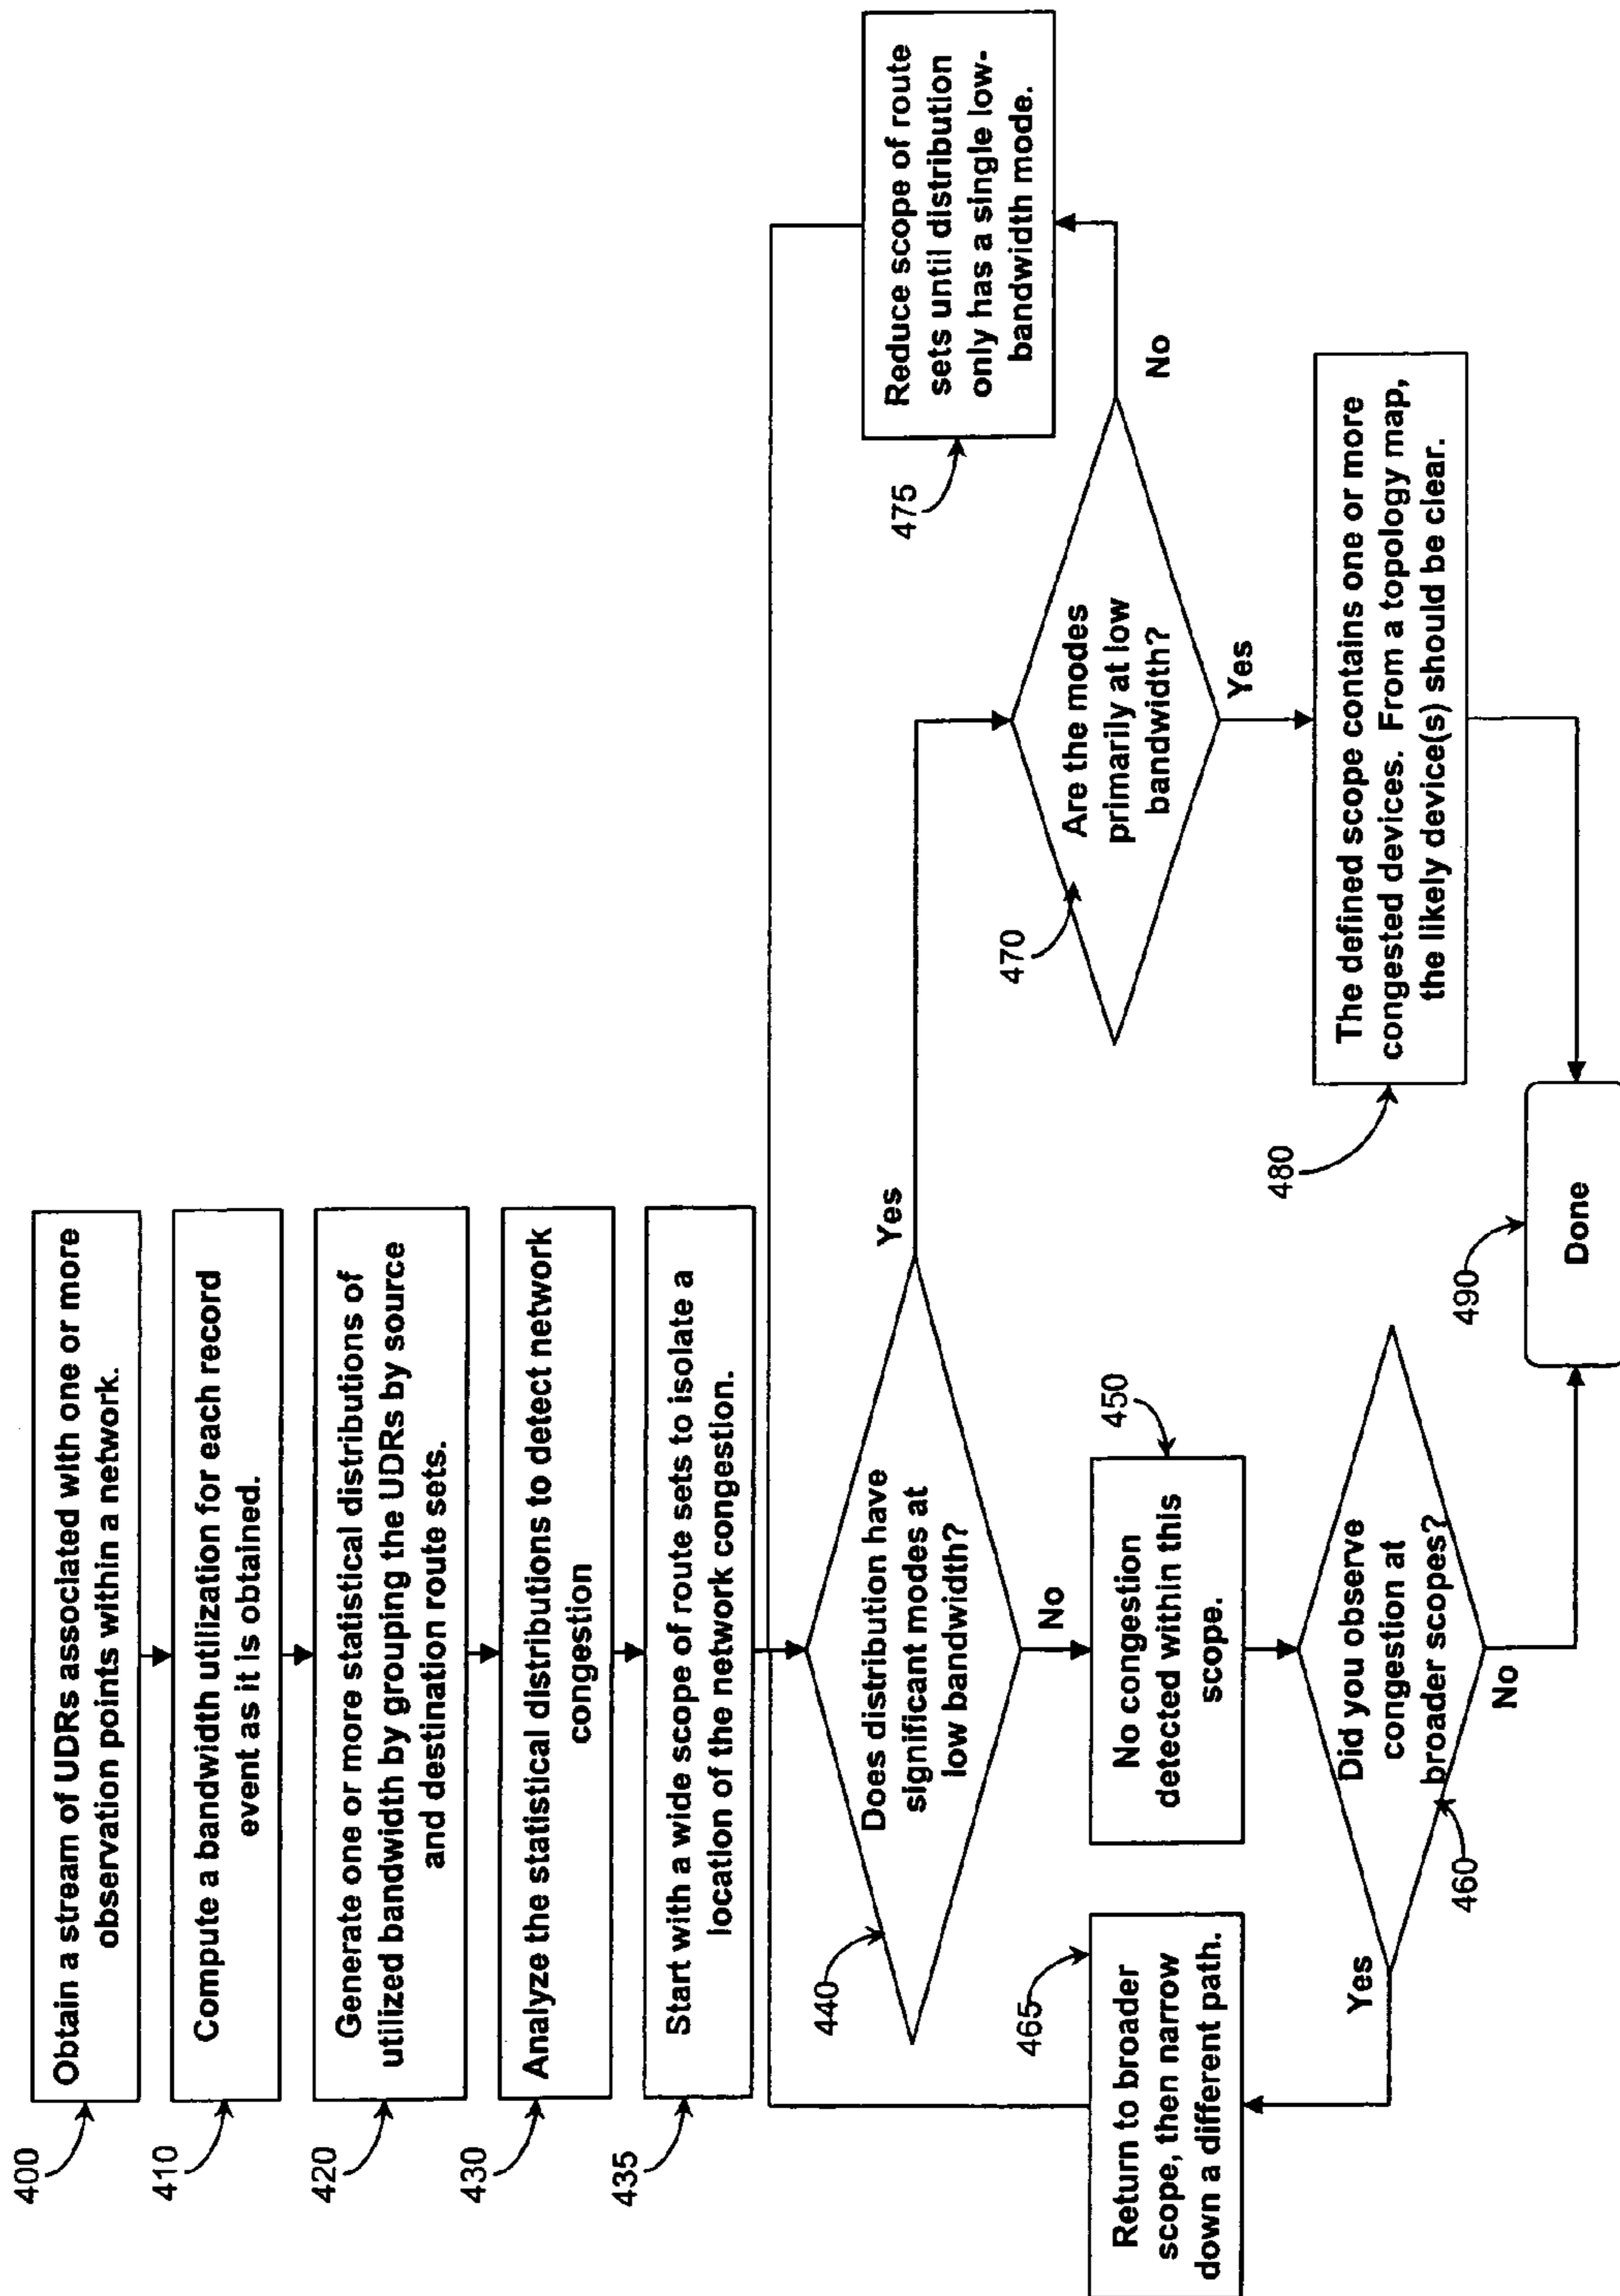 400
Obtain a stream of UDRs associated with one or more
observation points within a network.
410
Compute a bandwidth utilization for each record
event as it is obtained.
420
Generate one or more statistical distributions of
utilized bandwidth by grouping the UDRs by source
and destination route sets.
430
Analyze the statistical distributions to detect network
congestion
435
Start with a wide scope of route sets to isolate a
location of the network congestion.
440
Does distribution have
significant modes at
low bandwidth?
Yes
No
450
No congestion
detected within this
scope.
460
Did you observe
congestion at
broader scopes?
Yes
No
465
Return to broader
scope, then narrow
down a different path.
470
Are the modes
primarily at low
bandwidth?
No
Yes
475
Reduce scope of route
sets until distribution
only has a single low-
bandwidth mode.
480
The defined scope contains one or more
congested devices. From a topology map,
the likely device(s) should be clear.
490
Done